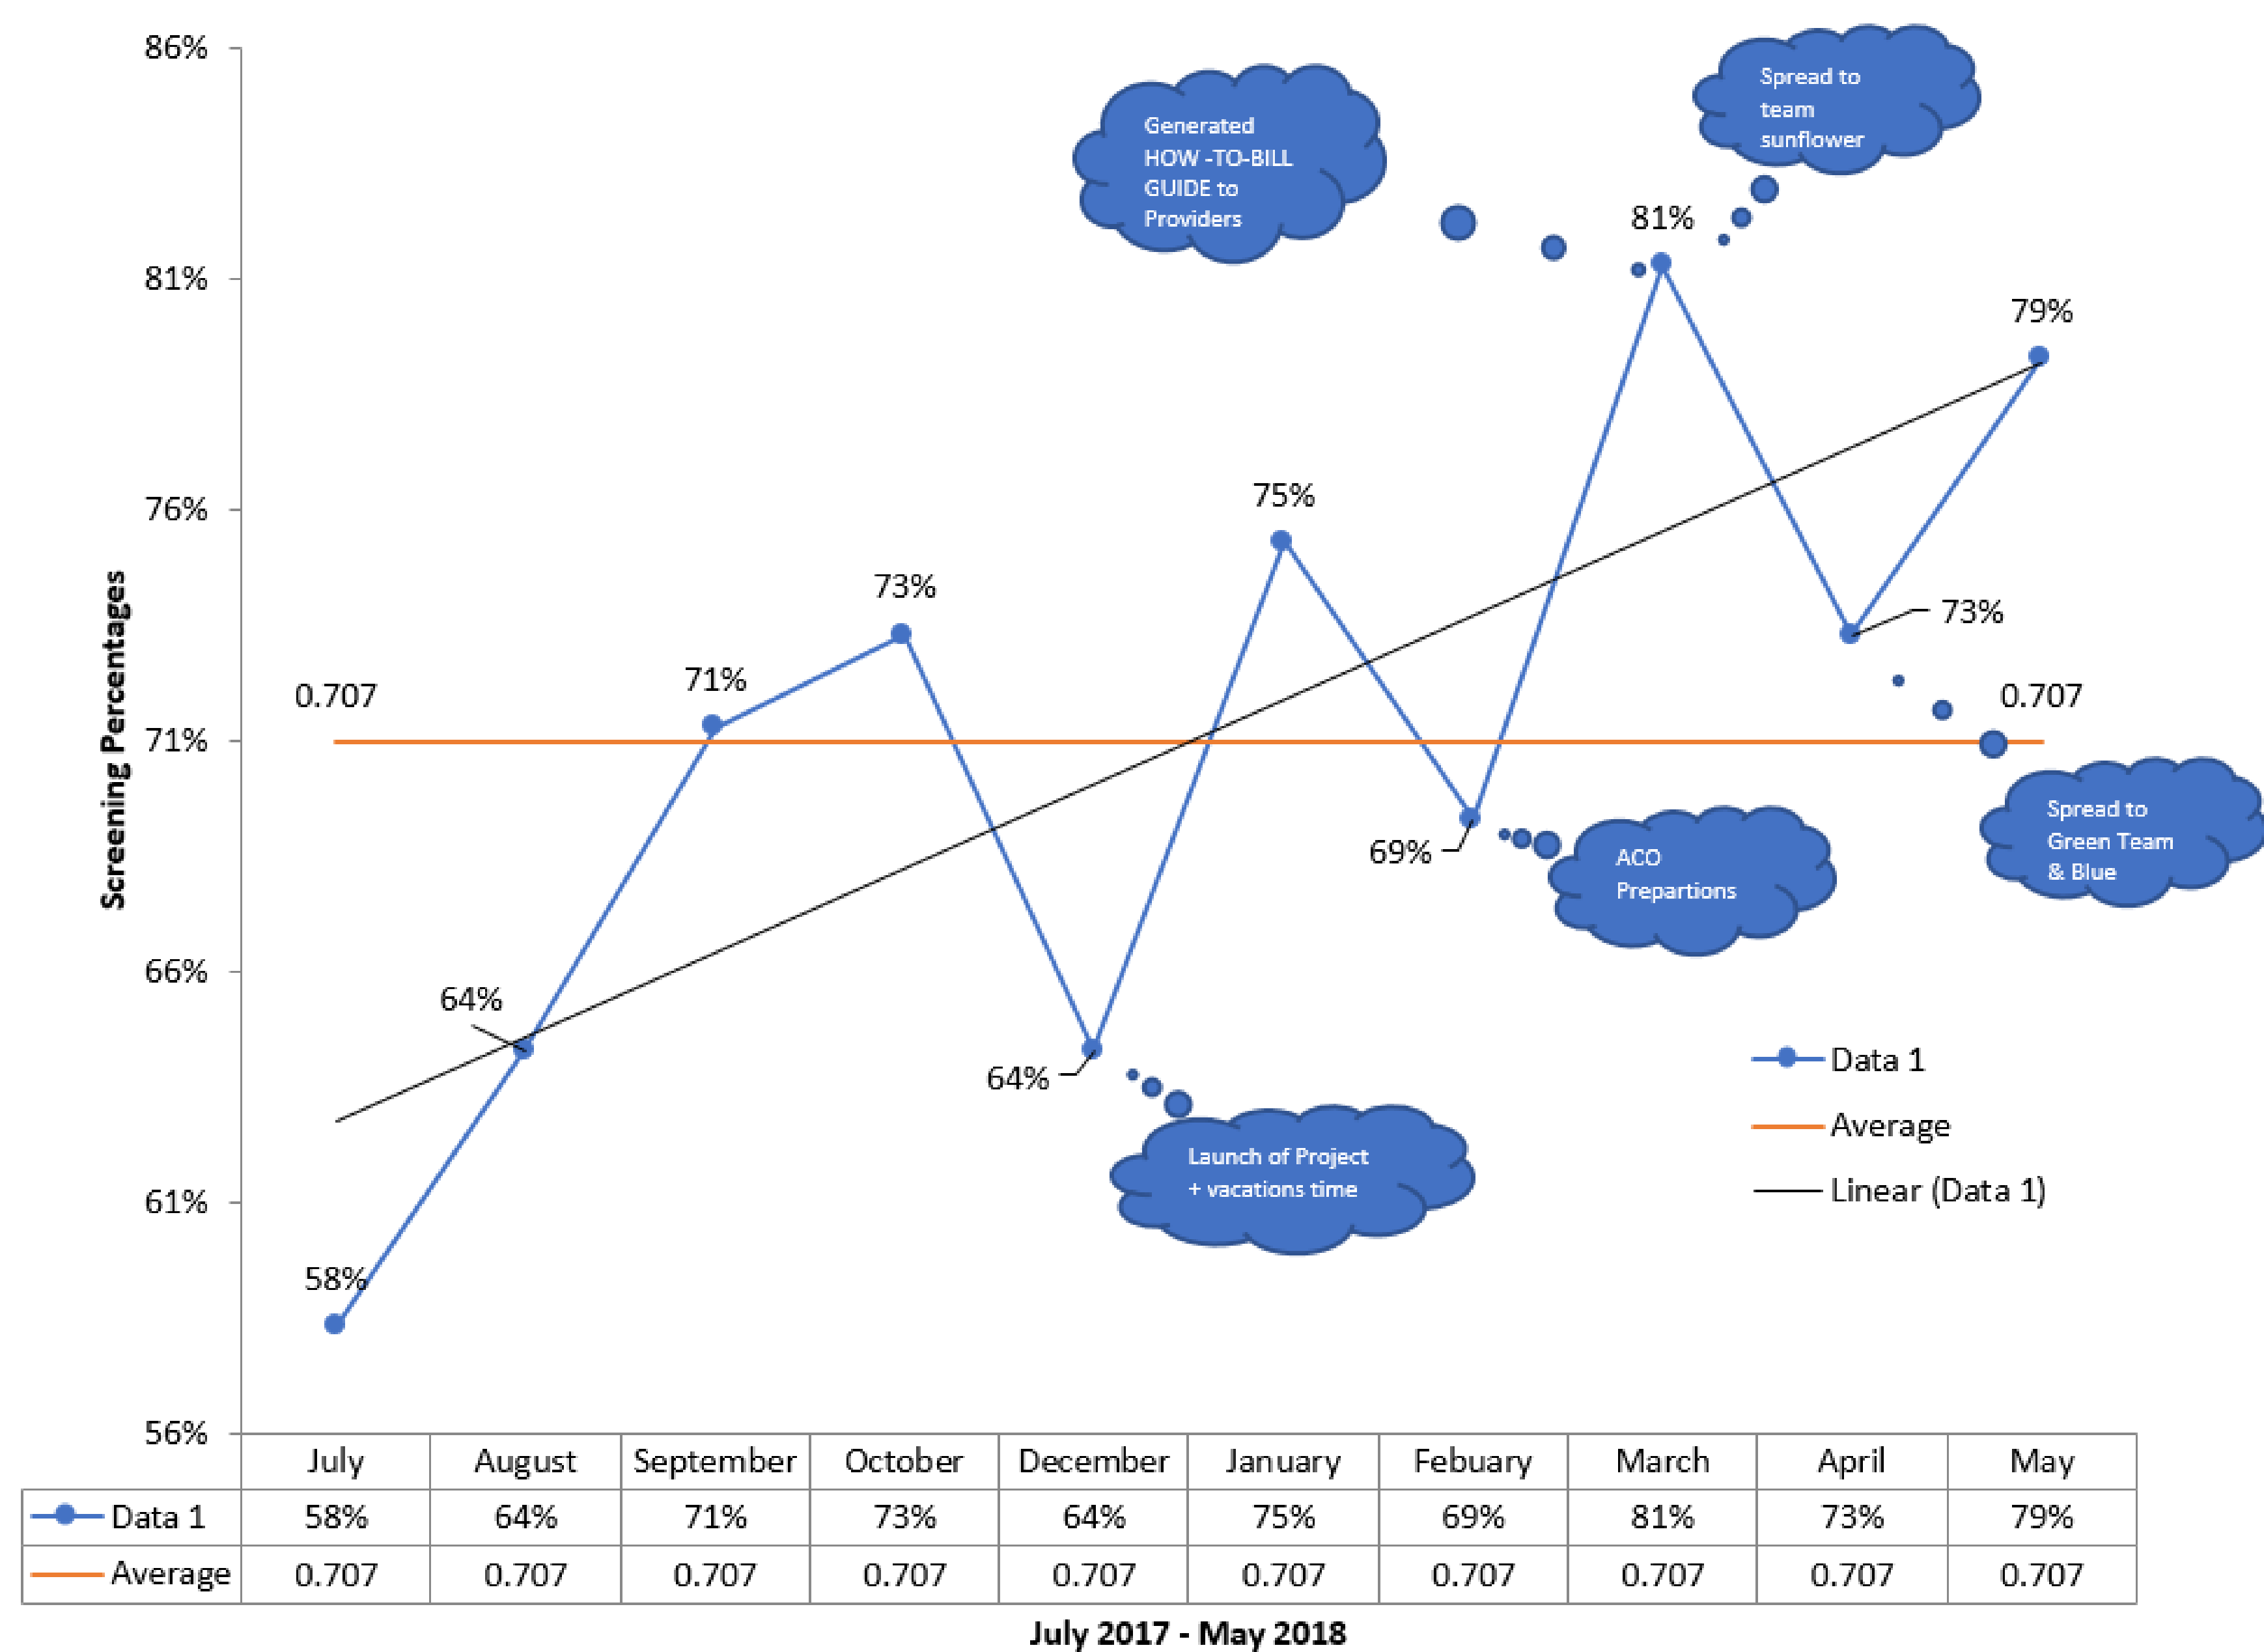 86%
81%
76%
71%
66%
61%
56%
Screening Percentages
Generated
HOW -TO-BILL
GUIDE to
Providers
Spread to
team
sunflower
81%
79%
75%
73%
73%
0.707
71%
0.707
69%
ACO
Prepartions
Spread to
Green Team
& Blue
64%
64%
Launch of Project
+ vacations time
58%
Data 1
Average
Linear (Data 1)
July August September October December January Febuary March April May
Data 1 58% 64% 71% 73% 64% 75% 69% 81% 73% 79%
Average 0.707 0.707 0.707 0.707 0.707 0.707 0.707 0.707 0.707 0.707
July 2017 - May 2018